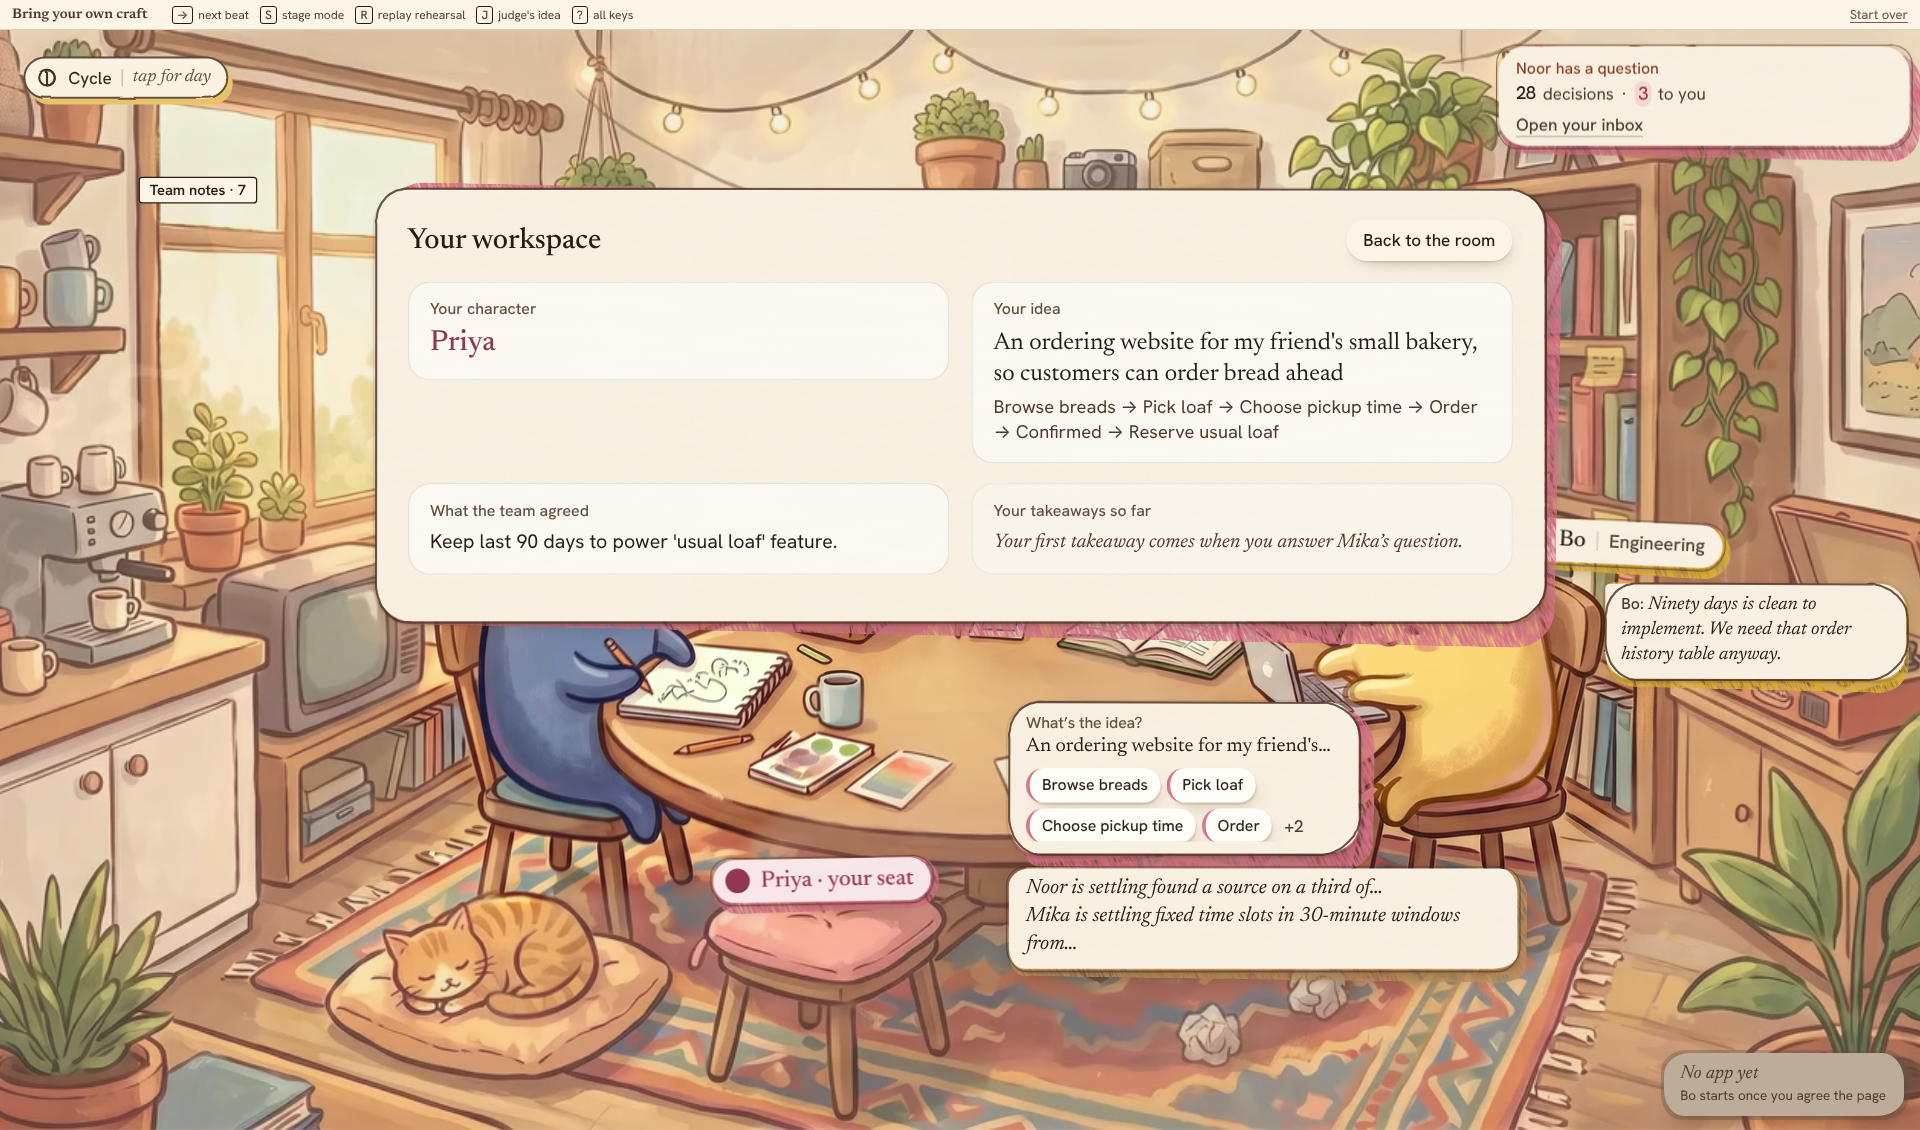 Bring your own craft → next beat S stage mode R replay rehearsal J judge's idea ? all keys Start over
Cycle | tap for day
Noor has a question
28 decisions · 3 to you
Open your inbox
Team notes · 7
Your workspace
Back to the room
Your character
Priya
Your idea
An ordering website for my friend's small bakery,
so customers can order bread ahead
Browse breads → Pick loaf → Choose pickup time → Order
→ Confirmed → Reserve usual loaf
What the team agreed
Keep last 90 days to power 'usual loaf' feature.
Your takeaways so far
Your first takeaway comes when you answer Mika's question.
Bo | Engineering
Bo: Ninety days is clean to
implement. We need that order
history table anyway.
What's the idea?
An ordering website for my friend's...
Browse breads Pick loaf
Choose pickup time Order +2
Priya · your seat
Noor is settling found a source on a third of...
Mika is settling fixed time slots in 30-minute windows
from...
No app yet
Bo starts once you agree the page